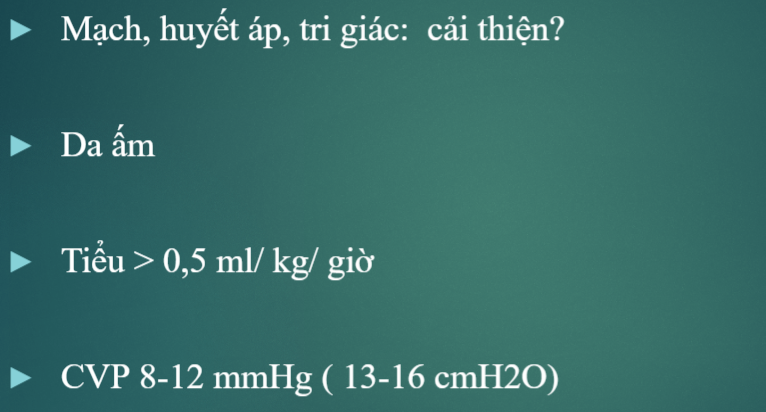 Mạch, huyết áp, tri giác: cải thiện?
Da ấm
Tiểu > 0,5 ml/ kg/ giờ
CVP 8-12 mmHg ( 13-16 cmH2O)